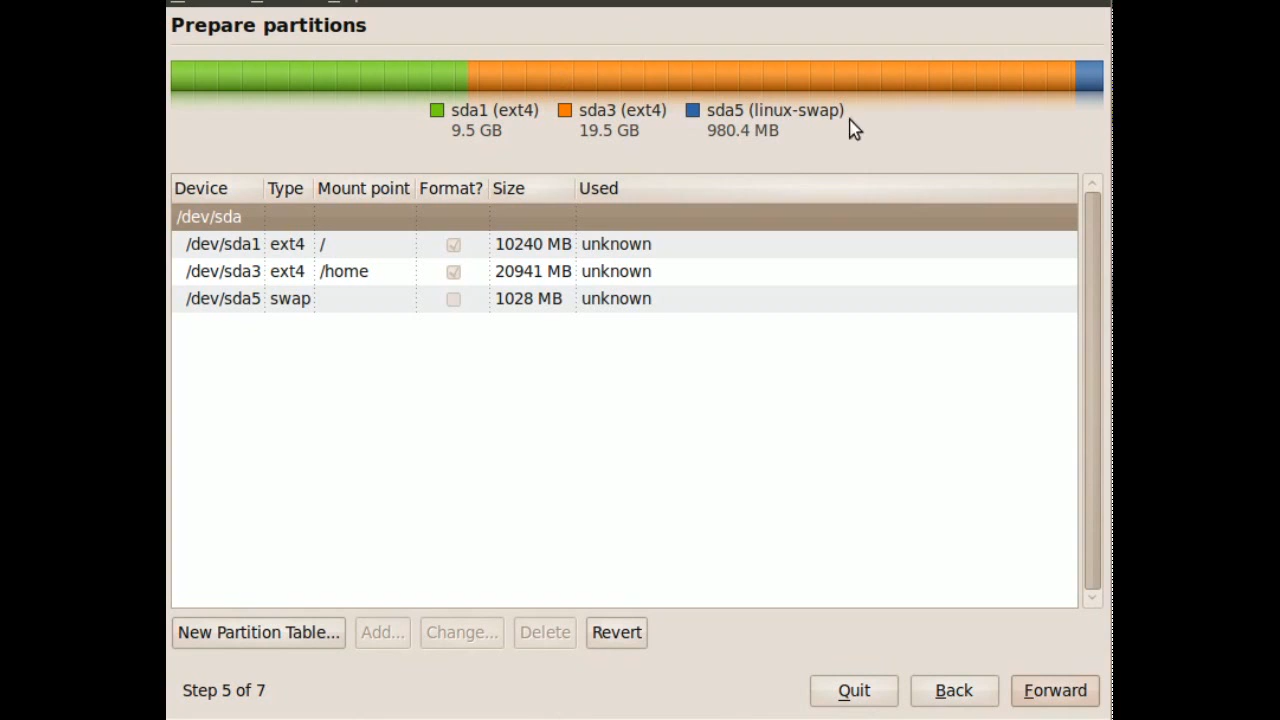 Prepare partitions
sda1 (ext4) sda3 (ext4) sda5 (linux-swap)
9.5 GB 19.5 GB 980.4 MB
Device Type Mount point Format? Size Used
/dev/sda
/dev/sda1 ext4 / 10240 MB unknown
/dev/sda3 ext4 /home 20941 MB unknown
/dev/sda5 swap 1028 MB unknown
New Partition Table... Add... Change... Delete Revert
Step 5 of 7 Quit Back Forward